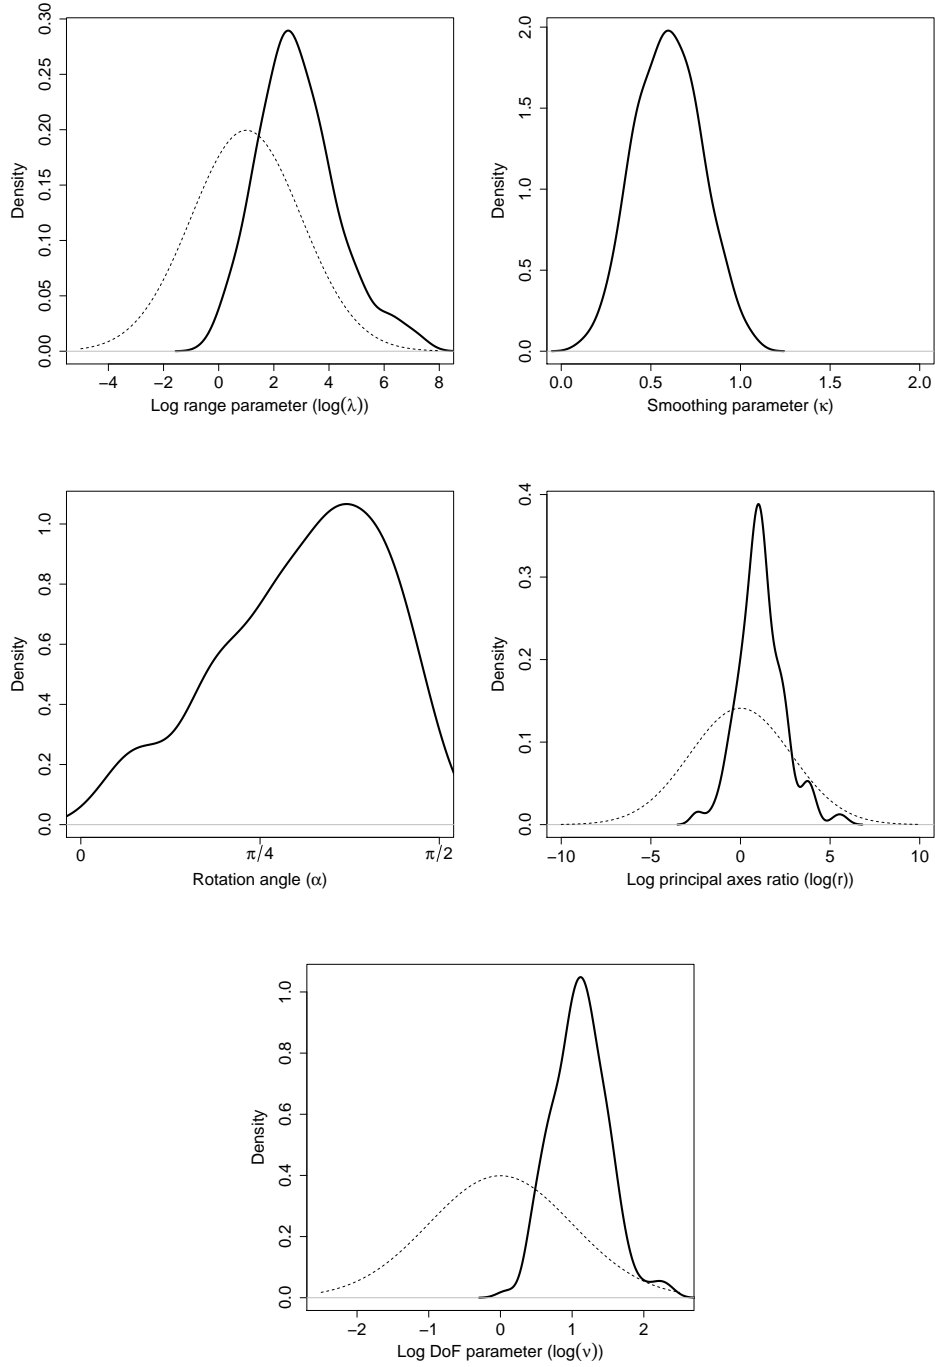 0.30
0.25
0.20
0.15
0.10
0.05
0.00
Density
−4 −2 0 2 4 6 8
Log range parameter (log(λ))
2.0
1.5
1.0
0.5
0.0
Density
0.0 0.5 1.0 1.5 2.0
Smoothing parameter (κ)
1.0
0.8
0.6
0.4
0.2
0.0
Density
0 π/4 π/2
Rotation angle (α)
0.4
0.3
0.2
0.1
0.0
Density
−10 −5 0 5 10
Log principal axes ratio (log(r))
1.0
0.8
0.6
0.4
0.2
0.0
Density
−2 −1 0 1 2
Log DoF parameter (log(ν))